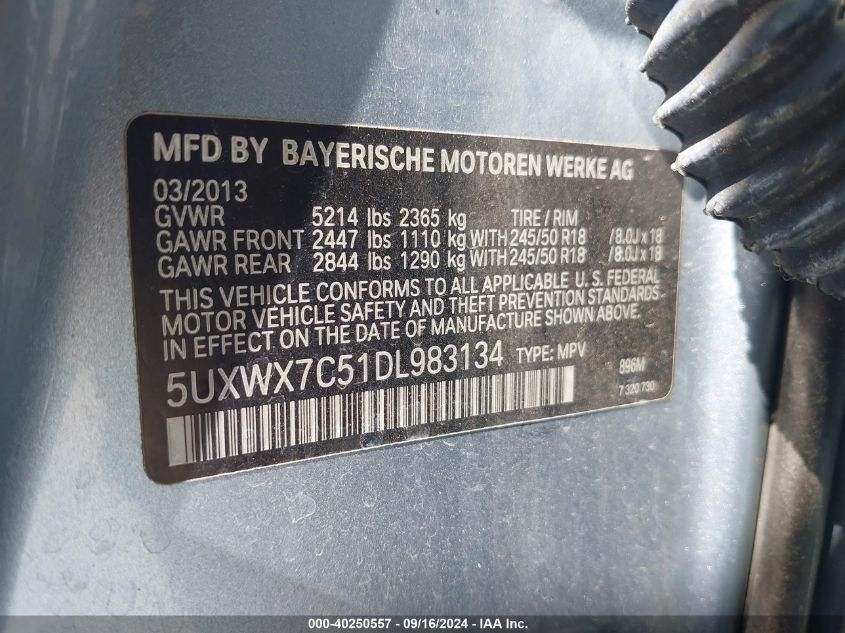 MFD BY BAYERISCHE MOTOREN WERKE AG
03/2013
GVWR 5214 lbs 2365 kg TIRE / RIM
GAWR FRONT 2447 lbs 1110 kg WITH 245/50 R18 / 8.0J x 18
GAWR REAR 2844 lbs 1290 kg WITH 245/50 R18 / 8.0J x 18
THIS VEHICLE CONFORMS TO ALL APPLICABLE U. S. FEDERAL
MOTOR VEHICLE SAFETY AND THEFT PREVENTION STANDARDS
IN EFFECT ON THE DATE OF MANUFACTURE SHOWN ABOVE.
5UXWX7C51DL983134 TYPE: MPV 896M
7 320 730
000-40250557 - 09/16/2024 - IAA, Inc.